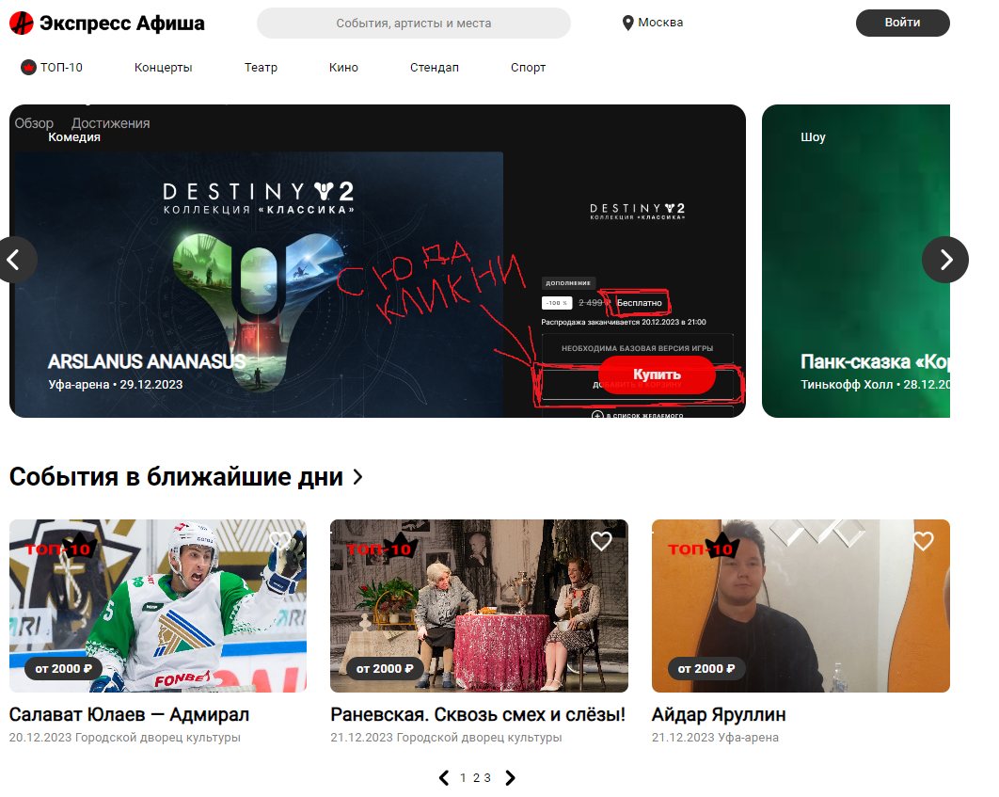 Экспресс Афиша
События, артисты и места
Москва
Войти
ТОП-10 Концерты Театр Кино Стендап Спорт
Обзор Достижения
Комедия
DESTINY 2
КОЛЛЕКЦИЯ «КЛАССИКА»
СЮДА
КЛИКНИ
DESTINY 2
КОЛЛЕКЦИЯ «КЛАССИКА»
ДОПОЛНЕНИЕ
-100 % 2 499 ₽ Бесплатно
Распродажа заканчивается 20.12.2023 в 21:00
НЕОБХОДИМА БАЗОВАЯ ВЕРСИЯ ИГРЫ
ДОБАВИТЬ В КОРЗИНУ
Купить
В СПИСОК ЖЕЛАЕМОГО
ARSLANUS ANANASUS
Уфа-арена • 29.12.2023
Шоу
Панк-сказка «Кор
Тинькофф Холл • 28.12.20
События в ближайшие дни
ТОП-10
FONBET
от 2000 ₽
Салават Юлаев — Адмирал
20.12.2023 Городской дворец культуры
ТОП-10
от 2000 ₽
Раневская. Сквозь смех и слёзы!
21.12.2023 Городской дворец культуры
ТОП-10
от 2000 ₽
Айдар Яруллин
21.12.2023 Уфа-арена
1 2 3